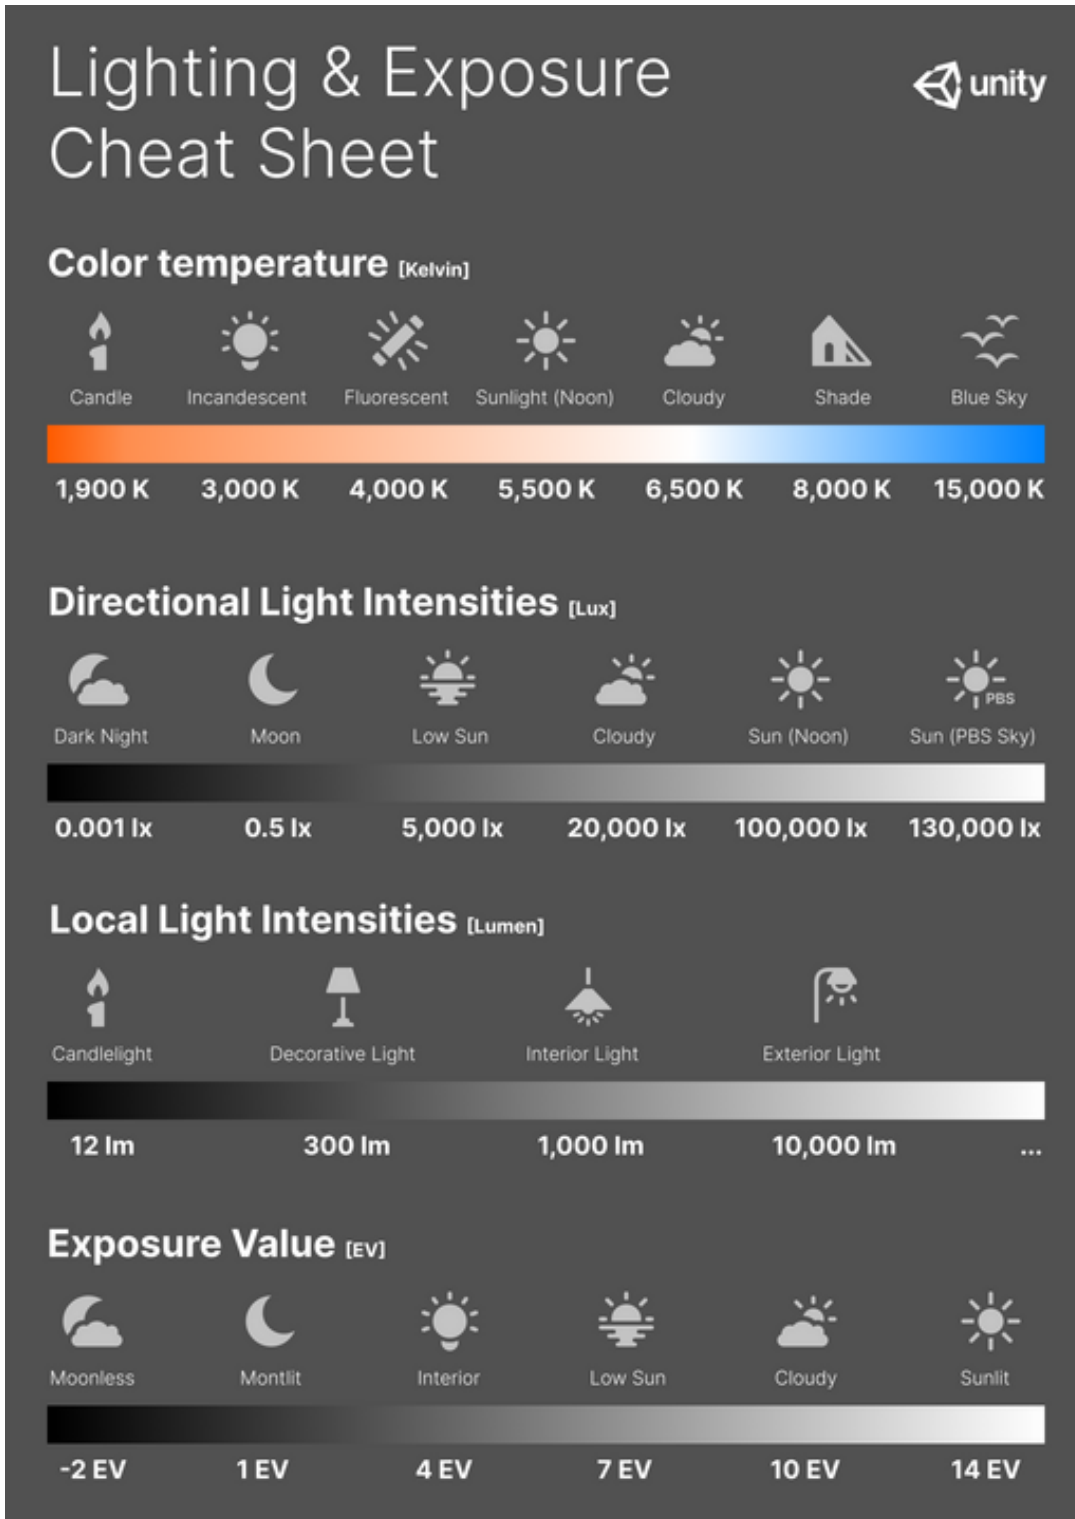 Lighting & Exposure
Cheat Sheet
unity
Color temperature [Kelvin]
Candle Incandescent Fluorescent Sunlight (Noon) Cloudy Shade Blue Sky
1,900 K 3,000 K 4,000 K 5,500 K 6,500 K 8,000 K 15,000 K
Directional Light Intensities [Lux]
PBS
Dark Night Moon Low Sun Cloudy Sun (Noon) Sun (PBS Sky)
0.001 lx 0.5 lx 5,000 lx 20,000 lx 100,000 lx 130,000 lx
Local Light Intensities [Lumen]
Candlelight Decorative Light Interior Light Exterior Light
12 lm 300 lm 1,000 lm 10,000 lm ...
Exposure Value [EV]
Moonless Montlit Interior Low Sun Cloudy Sunlit
-2 EV 1 EV 4 EV 7 EV 10 EV 14 EV